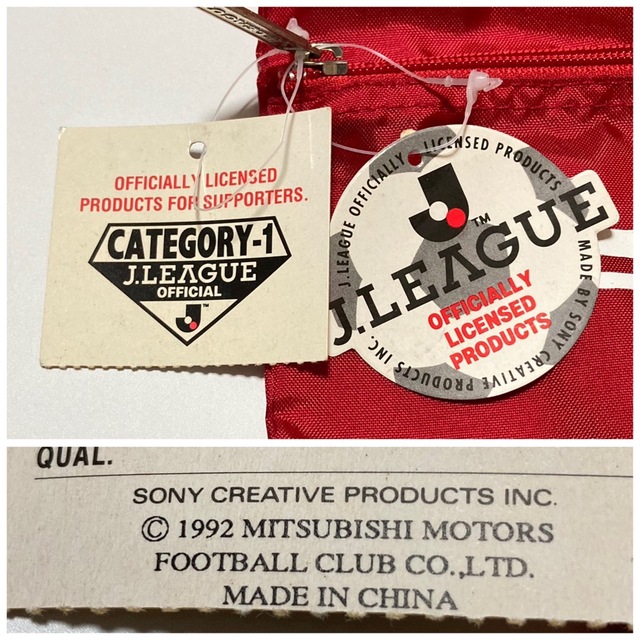 OFFICIALLY LICENSED
PRODUCTS FOR SUPPORTERS.
CATEGORY-1
J.LEAGUE
OFFICIAL
J TM
J.LEAGUE OFFICIALLY LICENSED PRODUCTS
MADE BY SONY CREATIVE PRODUCTS INC.
J TM
J.LEAGUE
OFFICIALLY
LICENSED
PRODUCTS
QUAL.
SONY CREATIVE PRODUCTS INC.
© 1992 MITSUBISHI MOTORS
FOOTBALL CLUB CO.,LTD.
MADE IN CHINA